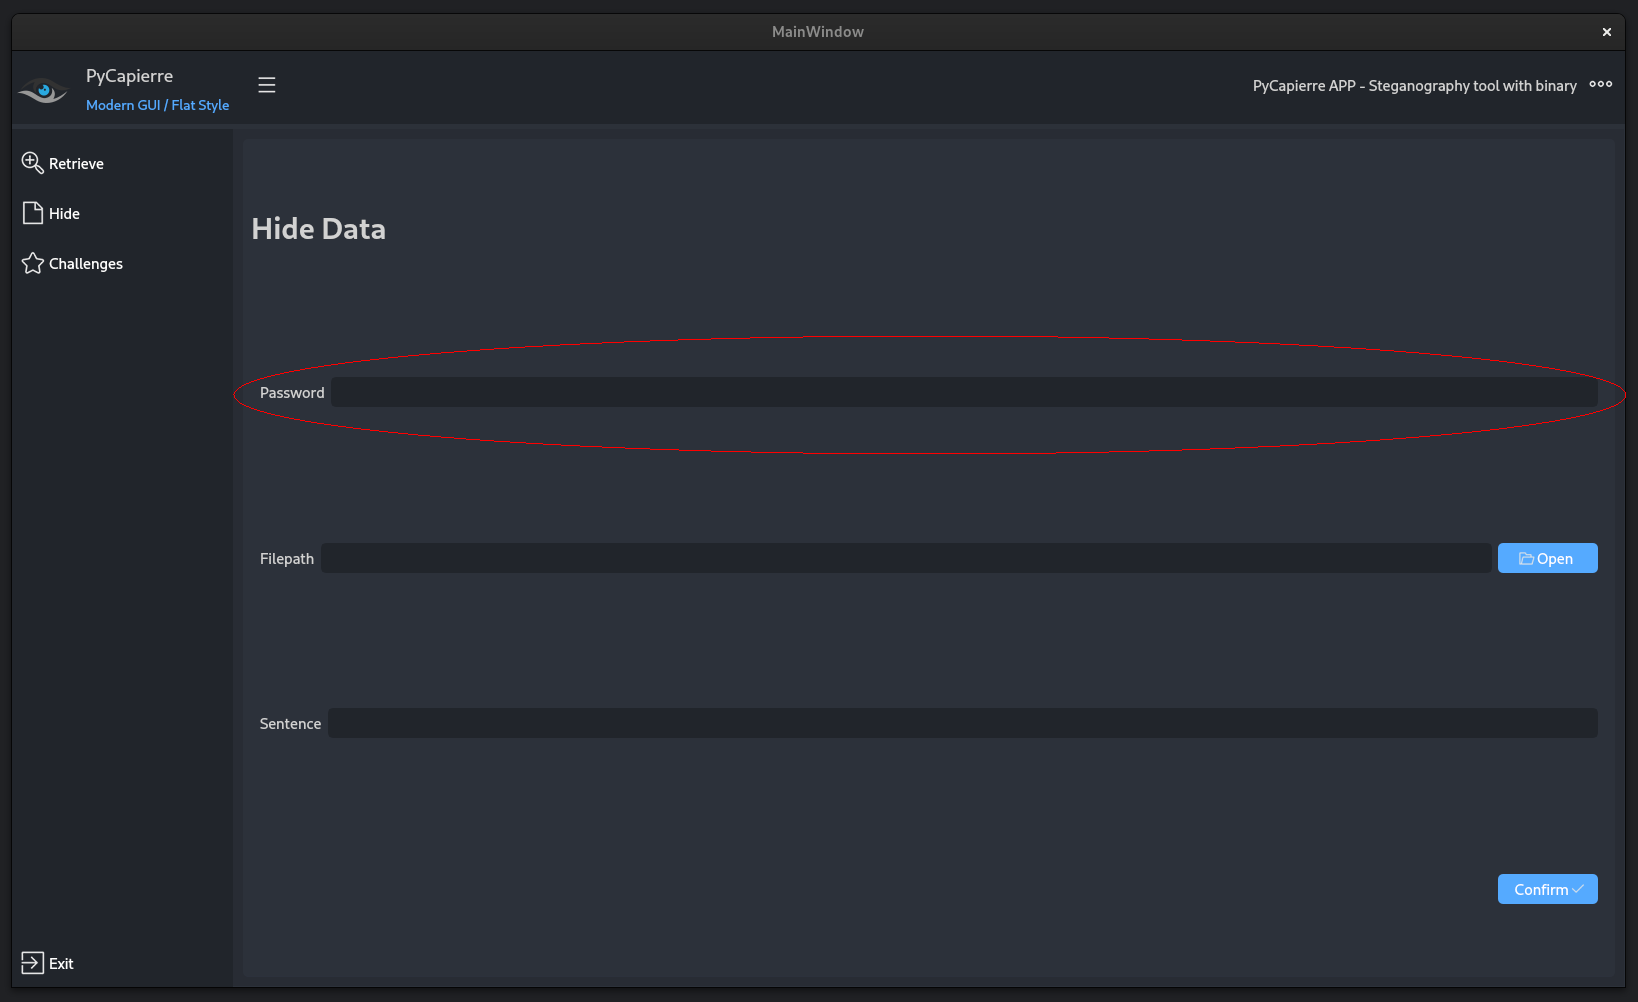 MainWindow
PyCapierre
Modern GUI / Flat Style
PyCapierre APP - Steganography tool with binary
Retrieve
Hide
Challenges
Hide Data
Password
Filepath
Open
Sentence
Confirm
Exit